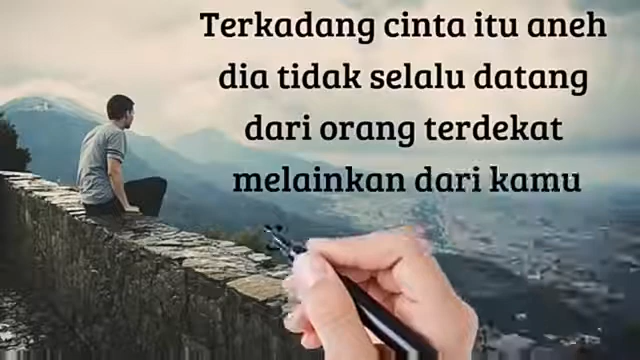 Terkadang cinta itu aneh
dia tidak selalu datang
dari orang terdekat
melainkan dari kamu